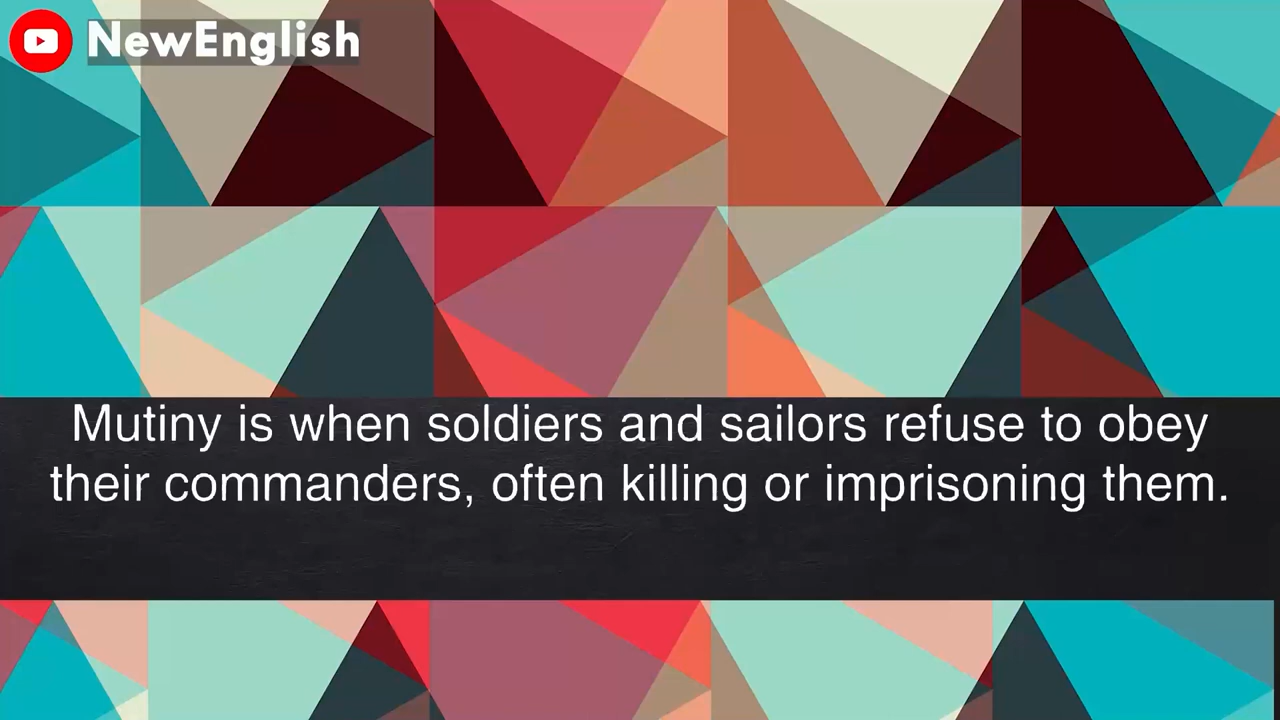 NewEnglish
Mutiny is when soldiers and sailors refuse to obey
their commanders, often killing or imprisoning them.